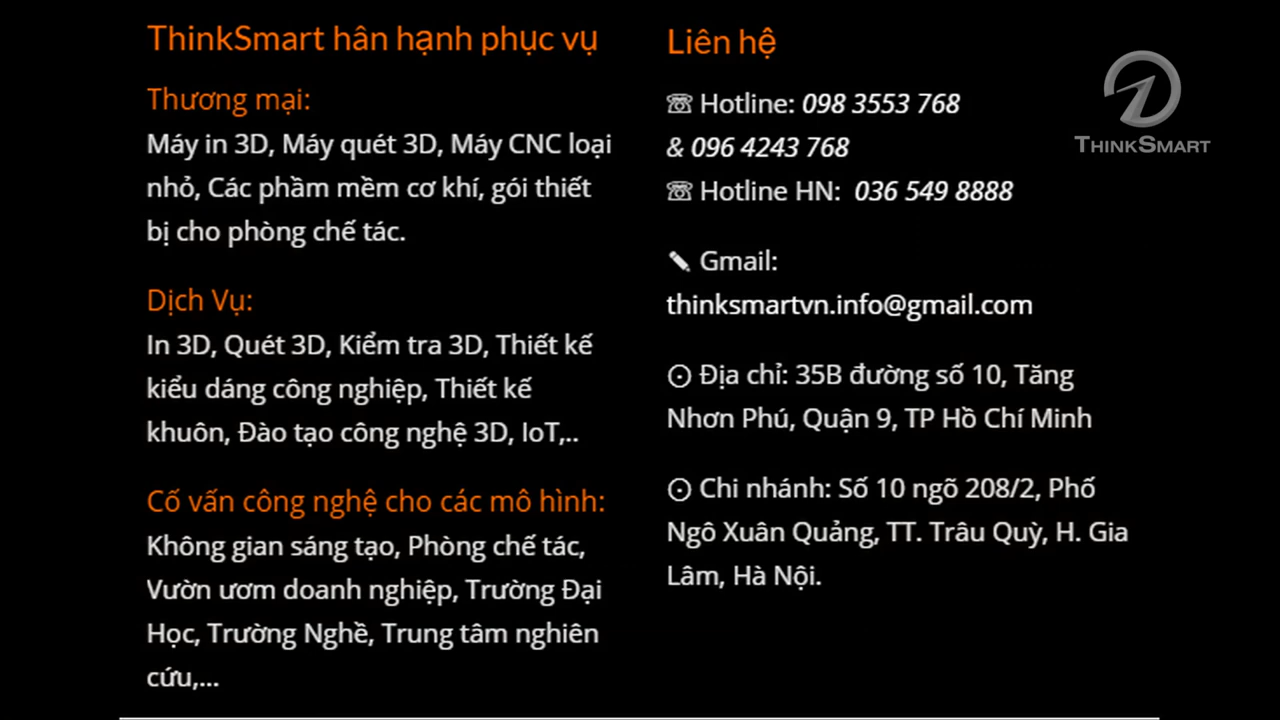 ThinkSmart hân hạnh phục vụ
Thương mại:
Máy in 3D, Máy quét 3D, Máy CNC loại
nhỏ, Các phầm mềm cơ khí, gói thiết
bị cho phòng chế tác.
Dịch Vụ:
In 3D, Quét 3D, Kiểm tra 3D, Thiết kế
kiểu dáng công nghiệp, Thiết kế
khuôn, Đào tạo công nghệ 3D, IoT,..
Cố vấn công nghệ cho các mô hình:
Không gian sáng tạo, Phòng chế tác,
Vườn ươm doanh nghiệp, Trường Đại
Học, Trường Nghề, Trung tâm nghiên
cứu,...
Liên hệ
☏ Hotline: 098 3553 768
& 096 4243 768
☏ Hotline HN: 036 549 8888
✎ Gmail:
thinksmartvn.info@gmail.com
⊙ Địa chỉ: 35B đường số 10, Tăng
Nhơn Phú, Quận 9, TP Hồ Chí Minh
⊙ Chi nhánh: Số 10 ngõ 208/2, Phố
Ngô Xuân Quảng, TT. Trâu Quỳ, H. Gia
Lâm, Hà Nội.
THINKSMART